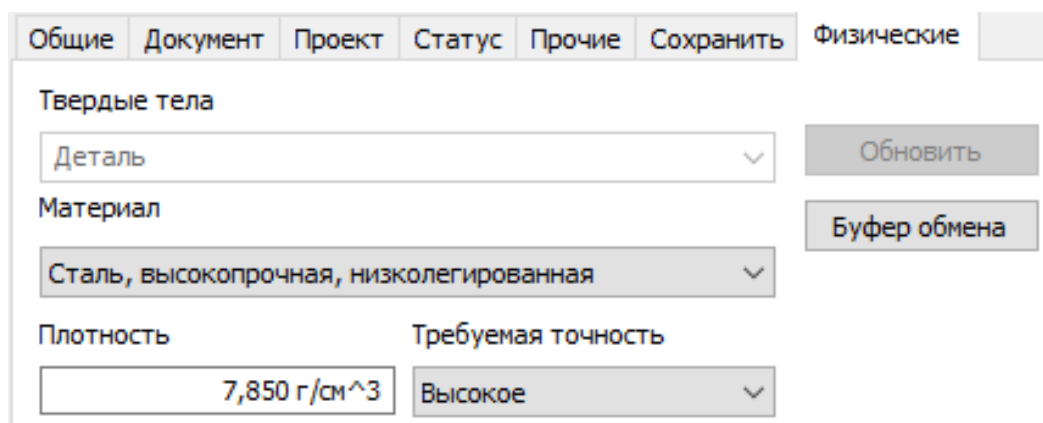 Общие Документ Проект Статус Прочие Сохранить Физические
Твердые тела
Деталь
Обновить
Материал
Буфер обмена
Сталь, высокопрочная, низколегированная
Плотность Требуемая точность
7,850 г/см^3 Высокое